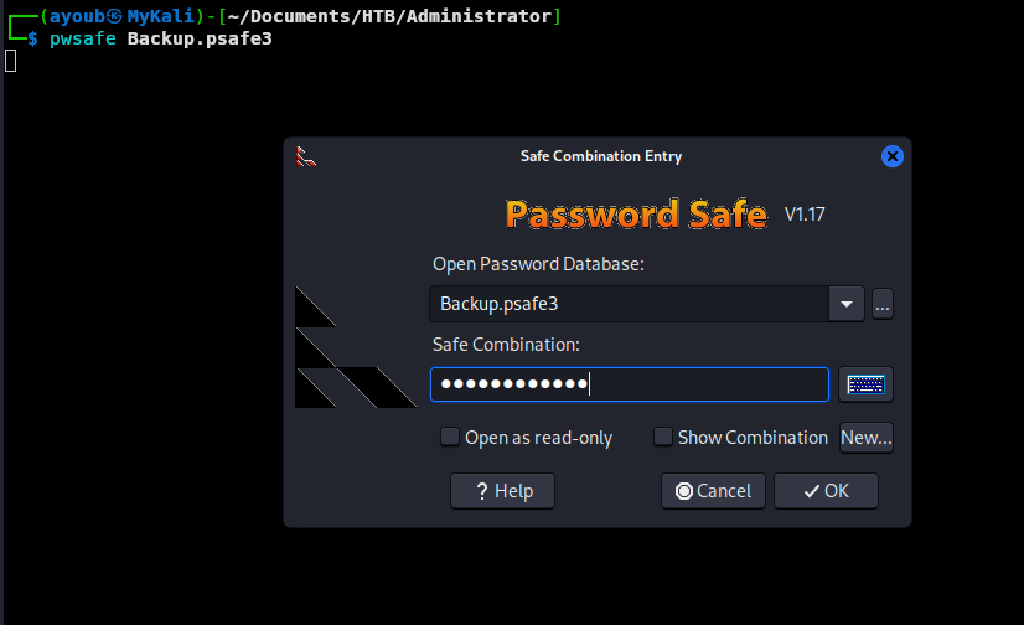 (ayoub㉿MyKali)-[~/Documents/HTB/Administrator]
$ pwsafe Backup.psafe3
Safe Combination Entry
Password Safe V1.17
Open Password Database:
Backup.psafe3
...
Safe Combination:
●●●●●●●●●●●●
Open as read-only
Show Combination
New...
? Help
Cancel
OK